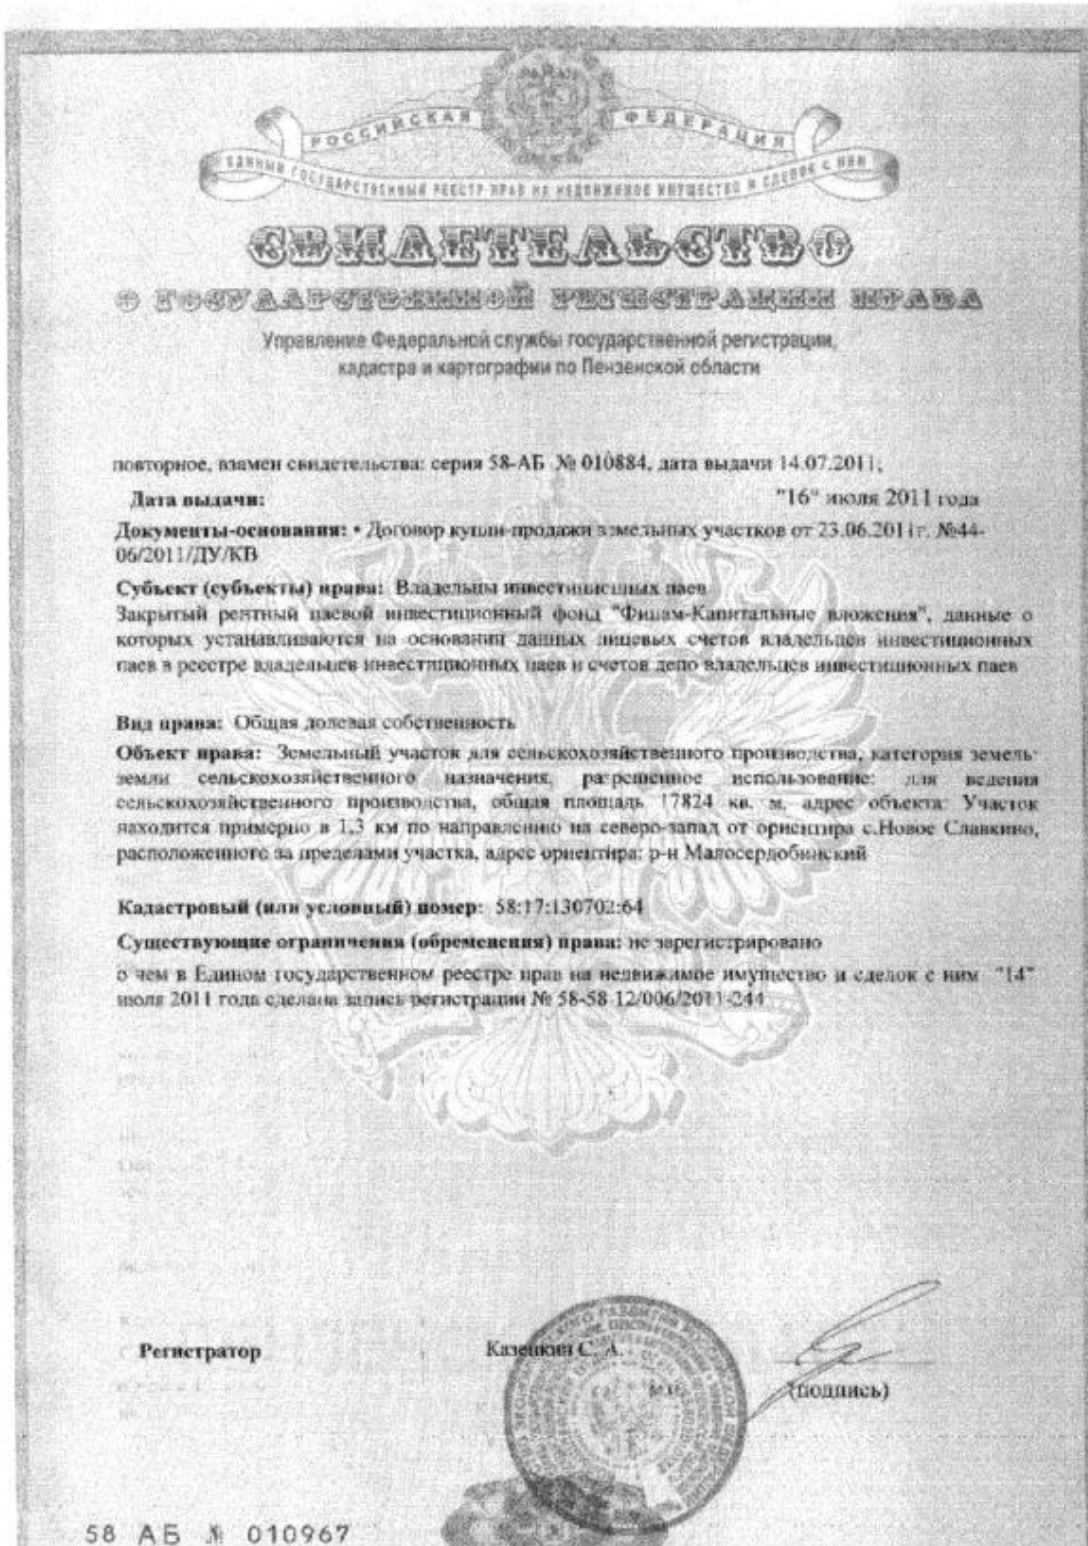 РОССИЙСКАЯ ФЕДЕРАЦИЯ
ЕДИНЫЙ ГОСУДАРСТВЕННЫЙ РЕЕСТР ПРАВ НА НЕДВИЖИМОЕ ИМУЩЕСТВО И СДЕЛОК С НИМ
СВИДЕТЕЛЬСТВО
О ГОСУДАРСТВЕННОЙ РЕГИСТРАЦИИ ПРАВА
Управление Федеральной службы государственной регистрации,
кадастра и картографии по Пензенской области
повторное, взамен свидетельства: серия 58-АБ № 010884, дата выдачи 14.07.2011;
Дата выдачи: "16" июля 2011 года
Документы-основания: • Договор купли-продажи земельных участков от 23.06.2011г. №44-
06/2011/ДУ/КВ
Субъект (субъекты) права: Владельцы инвестиционных паев
Закрытый рентный паевой инвестиционный фонд "Финам-Капитальные вложения", данные о
которых устанавливаются на основании данных лицевых счетов владельцев инвестиционных
паев в реестре владельцев инвестиционных паев и счетов депо владельцев инвестиционных паев
Вид права: Общая долевая собственность
Объект права: Земельный участок для сельскохозяйственного производства, категория земель:
земли сельскохозяйственного назначения, разрешенное использование: для ведения
сельскохозяйственного производства, общая площадь 17824 кв. м, адрес объекта: Участок
находится примерно в 1,3 км по направлению на северо-запад от ориентира с.Новое Славкино,
расположенного за пределами участка, адрес ориентира: р-н Малосердобинский
Кадастровый (или условный) номер: 58:17:130702:64
Существующие ограничения (обременения) права: не зарегистрировано
о чем в Едином государственном реестре прав на недвижимое имущество и сделок с ним "14"
июля 2011 года сделана запись регистрации № 58-58-12/006/2011-244
Регистратор Казенкин С. А.
М.П.
(подпись)
58 АБ № 010967